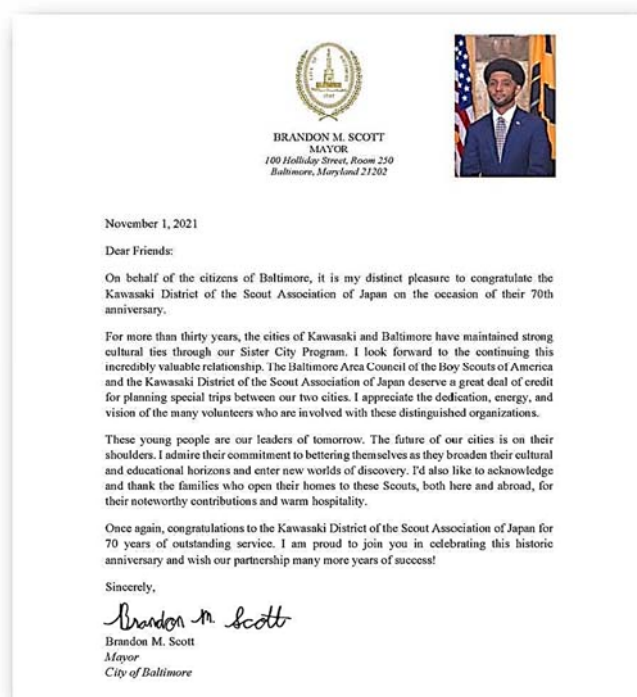 BRANDON M. SCOTT
MAYOR
100 Holliday Street, Room 250
Baltimore, Maryland 21202
November 1, 2021
Dear Friends:
On behalf of the citizens of Baltimore, it is my distinct pleasure to congratulate the
Kawasaki District of the Scout Association of Japan on the occasion of their 70th
anniversary.
For more than thirty years, the cities of Kawasaki and Baltimore have maintained strong
cultural ties through our Sister City Program. I look forward to the continuing this
incredibly valuable relationship. The Baltimore Area Council of the Boy Scouts of America
and the Kawasaki District of the Scout Association of Japan deserve a great deal of credit
for planning special trips between our two cities. I appreciate the dedication, energy, and
vision of the many volunteers who are involved with these distinguished organizations.
These young people are our leaders of tomorrow. The future of our cities is on their
shoulders. I admire their commitment to bettering themselves as they broaden their cultural
and educational horizons and enter new worlds of discovery. I'd also like to acknowledge
and thank the families who open their homes to these Scouts, both here and abroad, for
their noteworthy contributions and warm hospitality.
Once again, congratulations to the Kawasaki District of the Scout Association of Japan for
70 years of outstanding service. I am proud to join you in celebrating this historic
anniversary and wish our partnership many more years of success!
Sincerely,
Brandon M. Scott
Brandon M. Scott
Mayor
City of Baltimore